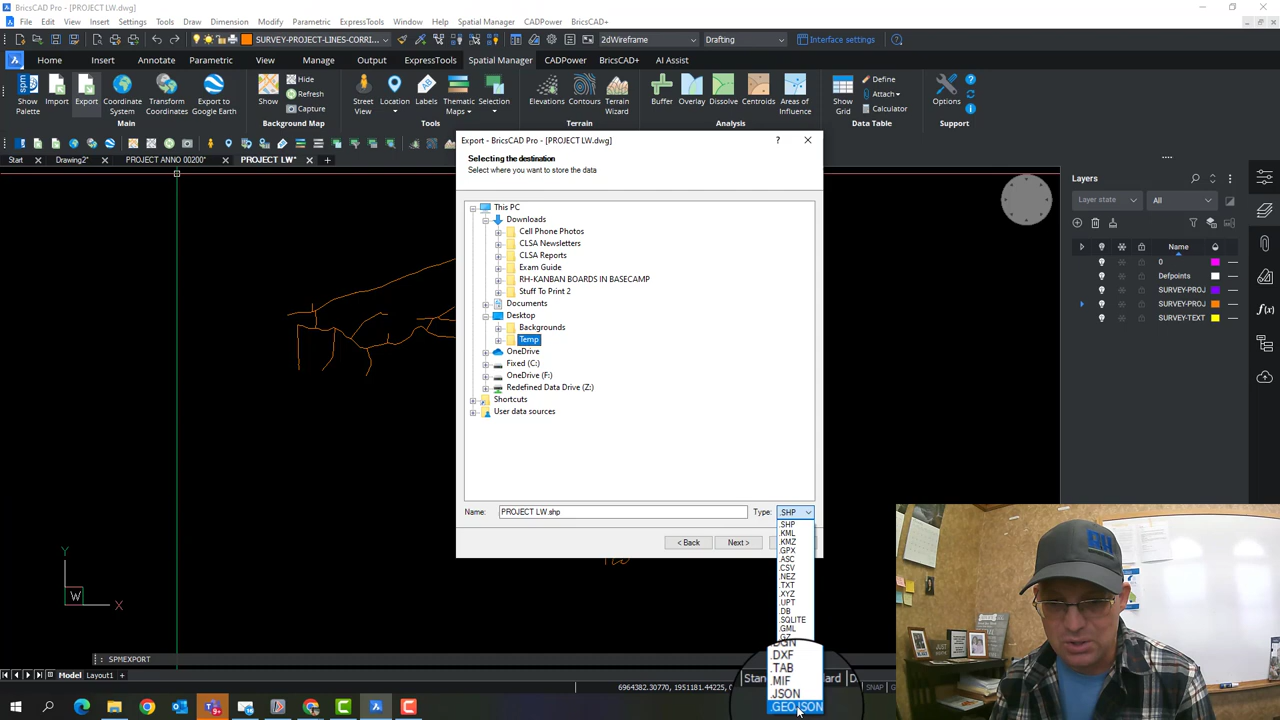 BricsCAD Pro - [PROJECT LW.dwg]
File Edit View Insert Settings Tools Draw Dimension Modify Parametric ExpressTools Window Help Spatial Manager CADPower BricsCAD+
SURVEY-PROJECT-LINES-CORRI... 2dWireframe Drafting Interface settings
Home Insert Annotate Parametric View Manage Output ExpressTools Spatial Manager CADPower BricsCAD+ AI Assist
Show Palette
Import
Export
Coordinate System
Transform Coordinates
Export to Google Earth
Main
Show
Hide
Refresh
Capture
Background Map
Street View
Location
Labels
Thematic Maps
Selection
Tools
Elevations
Contours
Terrain Wizard
Terrain
Buffer
Overlay
Dissolve
Centroids
Areas of Influence
Analysis
Show Grid
Define
Attach
Calculator
Data Table
Options
Support
Start Drawing2* PROJECT ANNO 00200* PROJECT LW*
Export - BricsCAD Pro - [PROJECT LW.dwg]
Selecting the destination
Select where you want to store the data
This PC
Downloads
Cell Phone Photos
CLSA Newsletters
CLSA Reports
Exam Guide
RH-KANBAN BOARDS IN BASECAMP
Stuff To Print 2
Documents
Desktop
Backgrounds
Temp
OneDrive
Fixed (C:)
OneDrive (F:)
Redefined Data Drive (Z:)
Shortcuts
User data sources
Name: PROJECT LW.shp Type: .SHP
< Back Next >
.SHP
.KML
.KMZ
.GPX
.ASC
.CSV
.NEZ
.TXT
.XYZ
.UPT
.DB
.SQLITE
.GML
.GZ
.DGN
.DXF
.TAB
.MIF
.JSON
.GEOJSON
Layers
Layer state All
Name
0
Defpoints
SURVEY-PROJ
SURVEY-PROJ
SURVEY-TEXT
Y
W
X
: SPMEXPORT
Model Layout1
6964382.30770, 1951181.44225,
SNAP